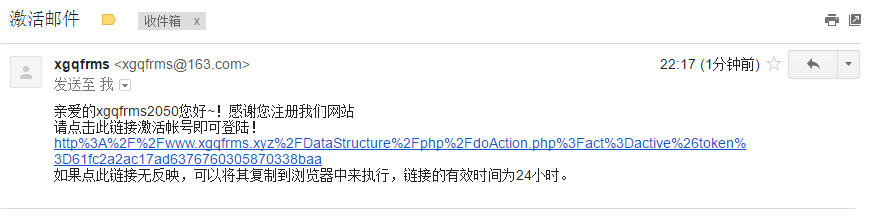 激活邮件 收件箱 x
xgqfrms <xgqfrms@163.com> 22:17 (1分钟前)
发送至 我
亲爱的xgqfrms2050您好~！感谢您注册我们网站
请点击此链接激活帐号即可登陆！
http%3A%2F%2Fwww.xgqfrms.xyz%2FDataStructure%2Fphp%2FdoAction.php%3Fact%3Dactive%26token%
3D61fc2a2ac17ad6376760305870338baa
如果点此链接无反映，可以将其复制到浏览器中来执行，链接的有效时间为24小时。